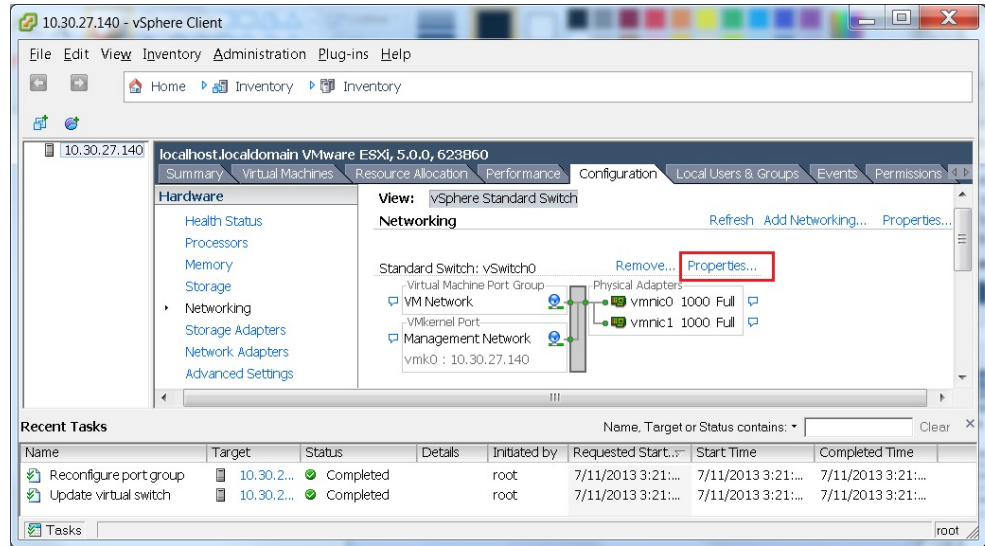 10.30.27.140 - vSphere Client
File Edit View Inventory Administration Plug-ins Help
Home Inventory Inventory
10.30.27.140
localhost.localdomain VMware ESXi, 5.0.0, 623860
Summary Virtual Machines Resource Allocation Performance Configuration Local Users & Groups Events Permissions
Hardware
Health Status
Processors
Memory
Storage
Networking
Storage Adapters
Network Adapters
Advanced Settings
View: vSphere Standard Switch
Networking Refresh Add Networking... Properties...
Standard Switch: vSwitch0 Remove... Properties...
Virtual Machine Port Group Physical Adapters
VM Network vmnic0 1000 Full
VMkernel Port vmnic1 1000 Full
Management Network
vmk0 : 10.30.27.140
Recent Tasks Name, Target or Status contains: Clear
Name Target Status Details Initiated by Requested Start... Start Time Completed Time
Reconfigure port group 10.30.2... Completed root 7/11/2013 3:21:... 7/11/2013 3:21:... 7/11/2013 3:21:...
Update virtual switch 10.30.2... Completed root 7/11/2013 3:21:... 7/11/2013 3:21:... 7/11/2013 3:21:...
Tasks root